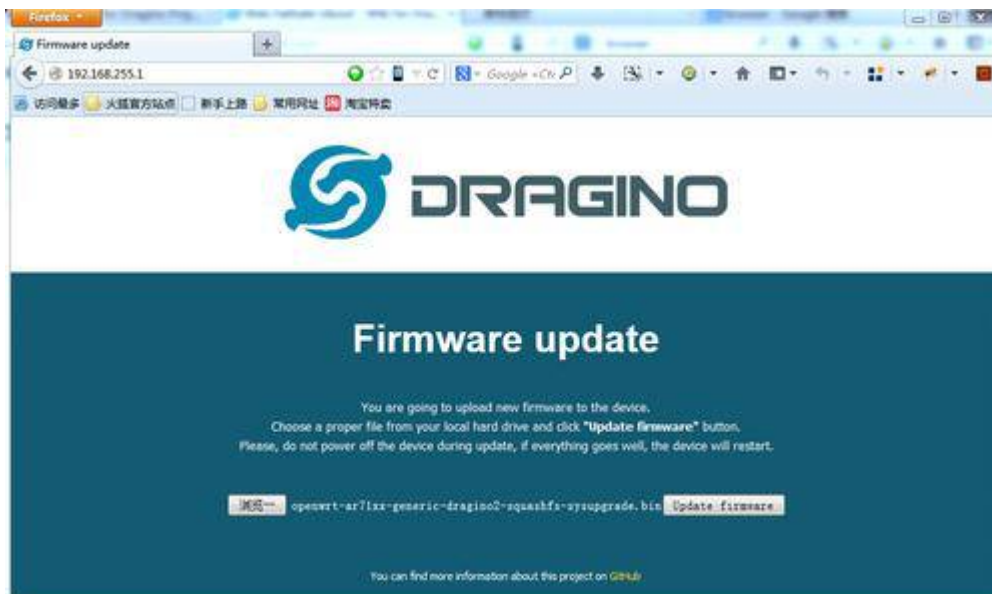 Firefox
Firmware update
192.168.255.1
Google <Ctr
访问最多 火狐官方站点 新手上路 常用网址 淘宝特卖
DRAGINO
Firmware update
You are going to upload new firmware to the device.
Choose a proper file from your local hard drive and click "Update firmware" button.
Please, do not power off the device during update, if everything goes well, the device will restart.
浏览… openwrt-ar71xx-generic-dragino2-squashfs-sysupgrade.bin Update firmware
You can find more information about this project on GitHub